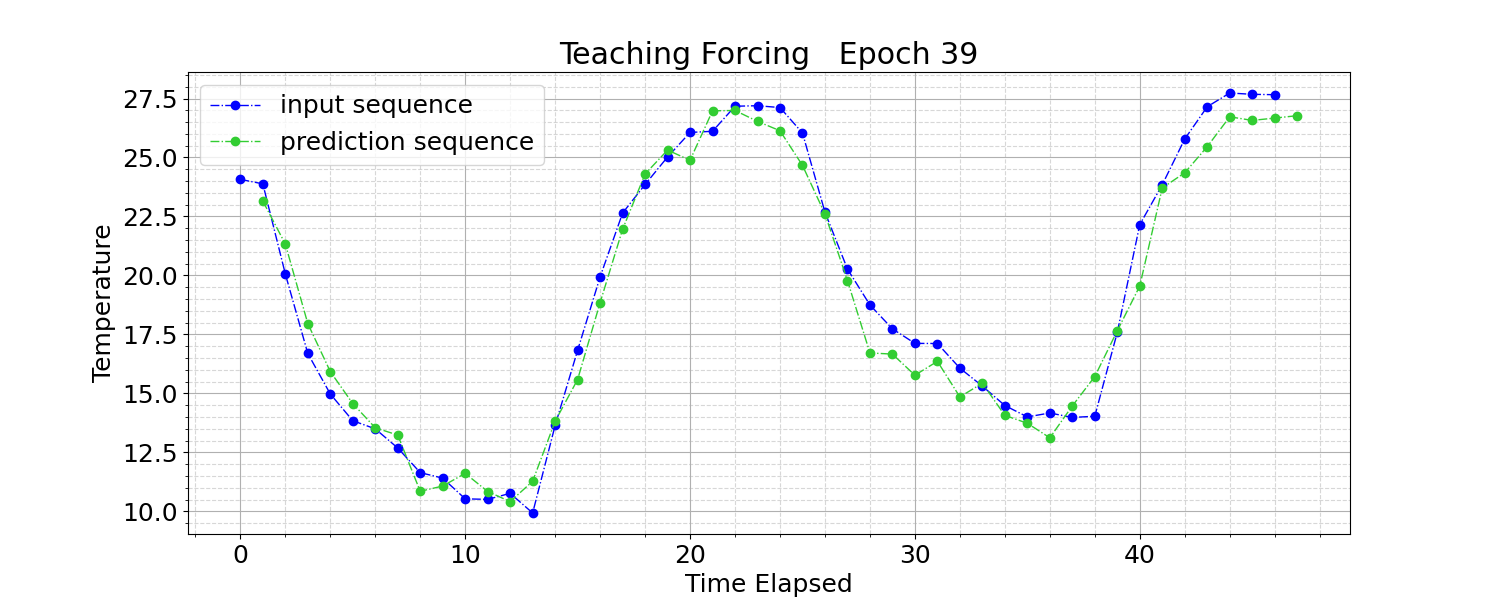 Teaching Forcing   Epoch 39
input sequence
prediction sequence
27.5
25.0
22.5
20.0
17.5
15.0
12.5
10.0
Temperature
0 10 20 30 40
Time Elapsed